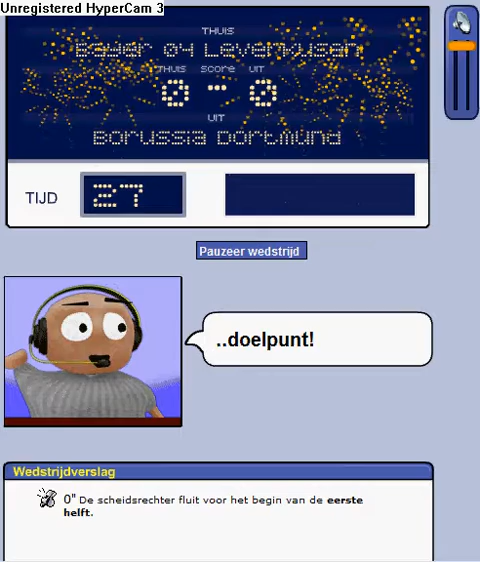 Unregistered HyperCam 3
THUIS
Bayer 04 Leverkusen
THUIS score UIT
0 - 0
UIT
Borussia Dortmund
TIJD 27
Pauzeer wedstrijd
..doelpunt!
Wedstrijdverslag
0" De scheidsrechter fluit voor het begin van de eerste
helft.